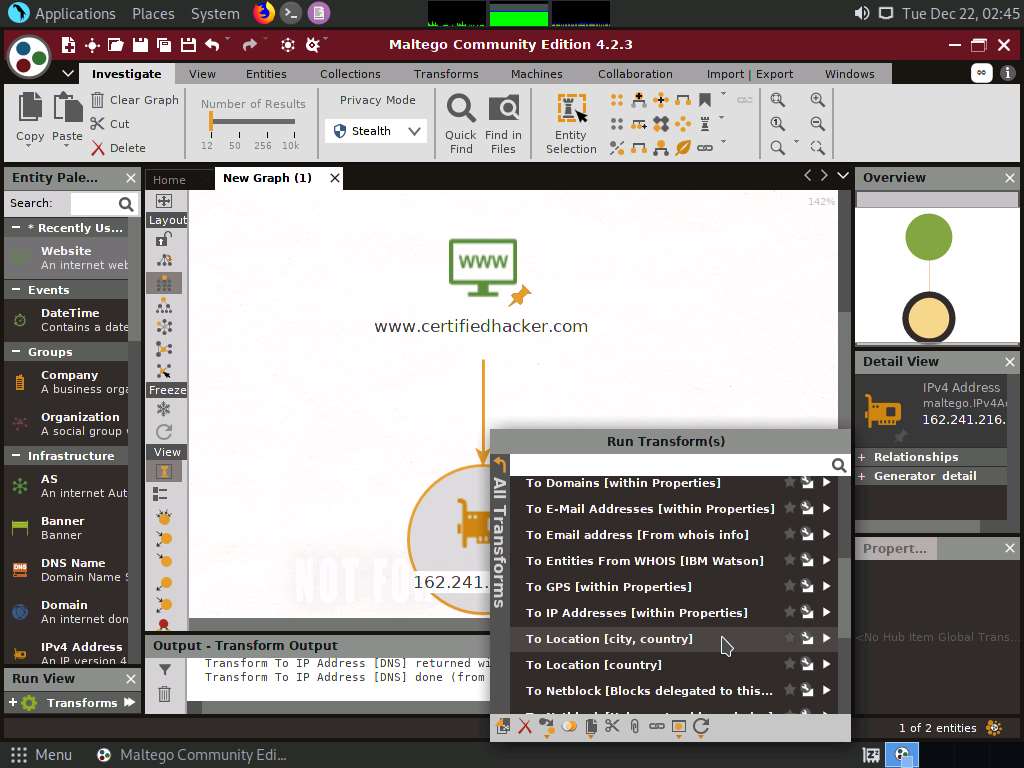 Applications Places System
Tue Dec 22, 02:45
Maltego Community Edition 4.2.3
Investigate View Entities Collections Transforms Machines Collaboration Import | Export Windows
Copy
Paste
Clear Graph
Cut
Delete
Number of Results
12 50 256 10k
Privacy Mode
Stealth
Quick Find
Find in Files
Entity Selection
Entity Pale...
Search:
* Recently Us...
Website
An internet web
Events
DateTime
Contains a date
Groups
Company
A business orga
Organization
A social group
Infrastructure
AS
An internet Aut
Banner
Banner
DNS Name
Domain Name S
Domain
An internet don
IPv4 Address
An IP version 4
Run View
+ Transforms
Home
New Graph (1)
Layout
Freeze
View
142%
WWW
www.certifiedhacker.com
162.241.
NOT FO
Run Transform(s)
All Transforms
To Domains [within Properties]
To E-Mail Addresses [within Properties]
To Email address [From whois info]
To Entities From WHOIS [IBM Watson]
To GPS [within Properties]
To IP Addresses [within Properties]
To Location [city, country]
To Location [country]
To Netblock [Blocks delegated to this...
Output - Transform Output
Transform To IP Address [DNS] returned wi
Transform To IP Address [DNS] done (from
Overview
Detail View
IPv4 Address
maltego.IPv4A
162.241.216.
+ Relationships
+ Generator detail
Propert...
<No Hub Item Global Trans...
1 of 2 entities
Menu
Maltego Community Edi...